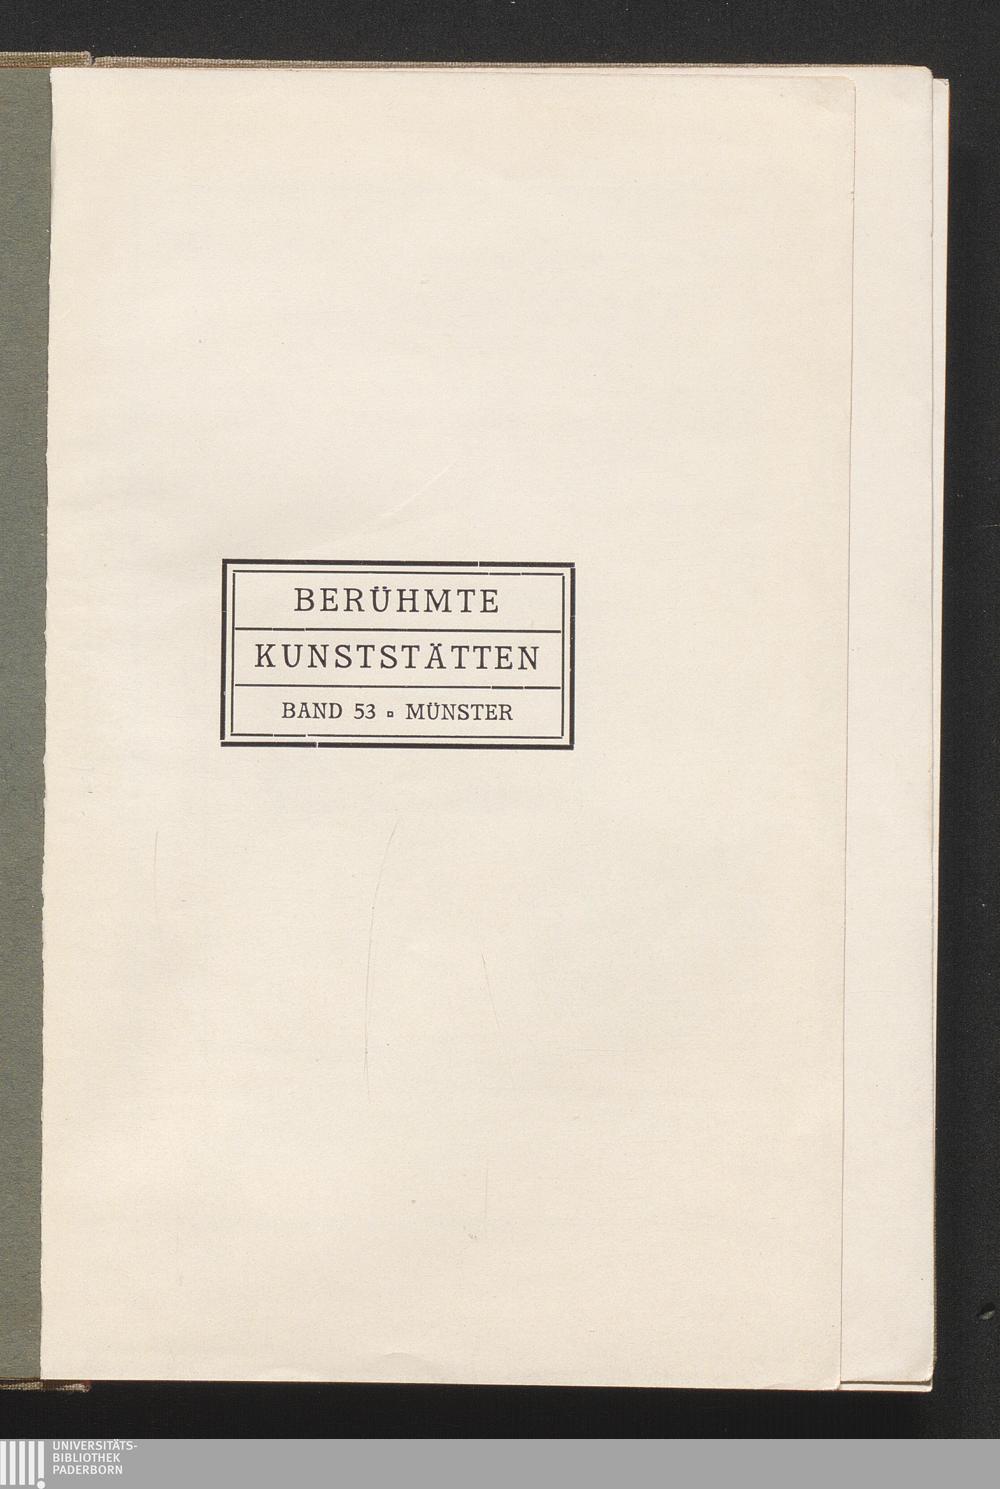 BERÜHMTE
KUNSTSTÄTTEN
BAND 53 ▫ MÜNSTER
UNIVERSITÄTS-
BIBLIOTHEK
PADERBORN